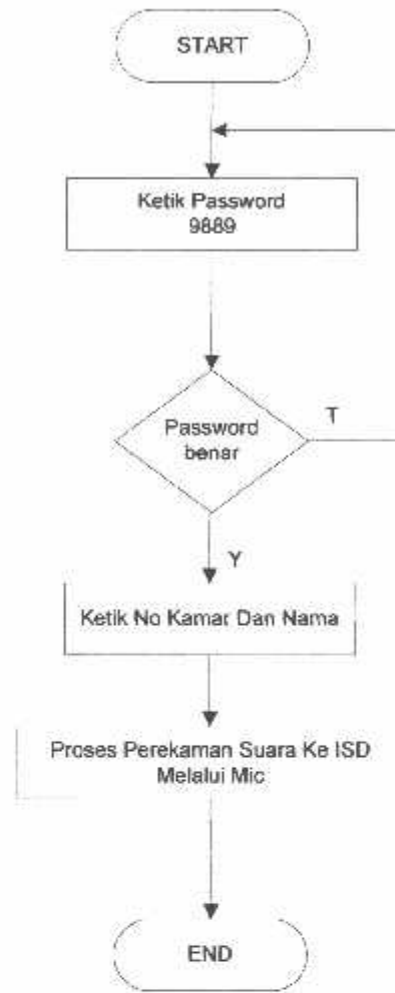 START
Ketik Password
9889
Password
benar
T
Y
Ketik No Kamar Dan Nama
Proses Perekaman Suara Ke ISD
Melalui Mic
END